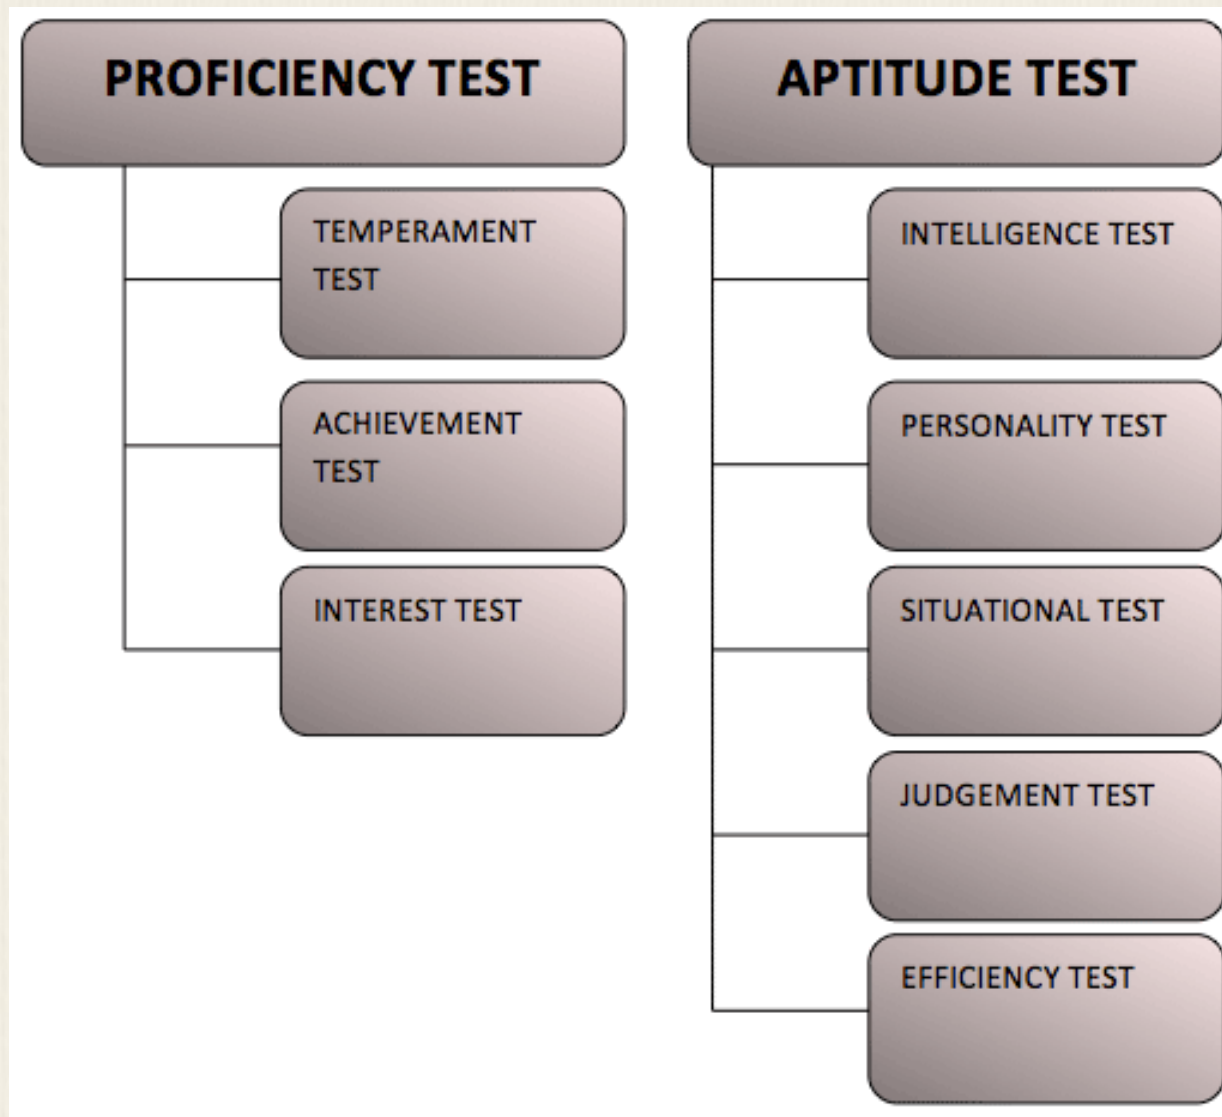 PROFICIENCY TEST
TEMPERAMENT
TEST
ACHIEVEMENT
TEST
INTEREST TEST
APTITUDE TEST
INTELLIGENCE TEST
PERSONALITY TEST
SITUATIONAL TEST
JUDGEMENT TEST
EFFICIENCY TEST